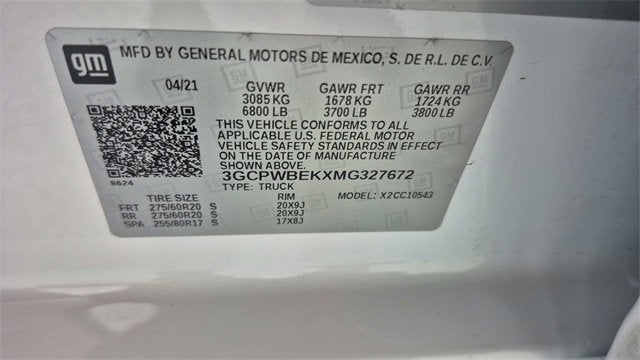 gm
MFD BY GENERAL MOTORS DE MEXICO, S. DE R.L. DE C.V.
04/21 GVWR GAWR FRT GAWR RR
3085 KG 1678 KG 1724 KG
6800 LB 3700 LB 3800 LB
THIS VEHICLE CONFORMS TO ALL
APPLICABLE U.S. FEDERAL MOTOR
VEHICLE SAFETY STANDARDS IN EFFECT
ON THE DATE OF MANUFACTURE SHOWN ABOVE.
8624 3GCPWBEKXMG327672
TYPE: TRUCK
TIRE SIZE RIM MODEL: X2CC10543
FRT 275/60R20 S 20X9J
RR 275/60R20 S 20X9J
SPA 255/80R17 S 17X8J